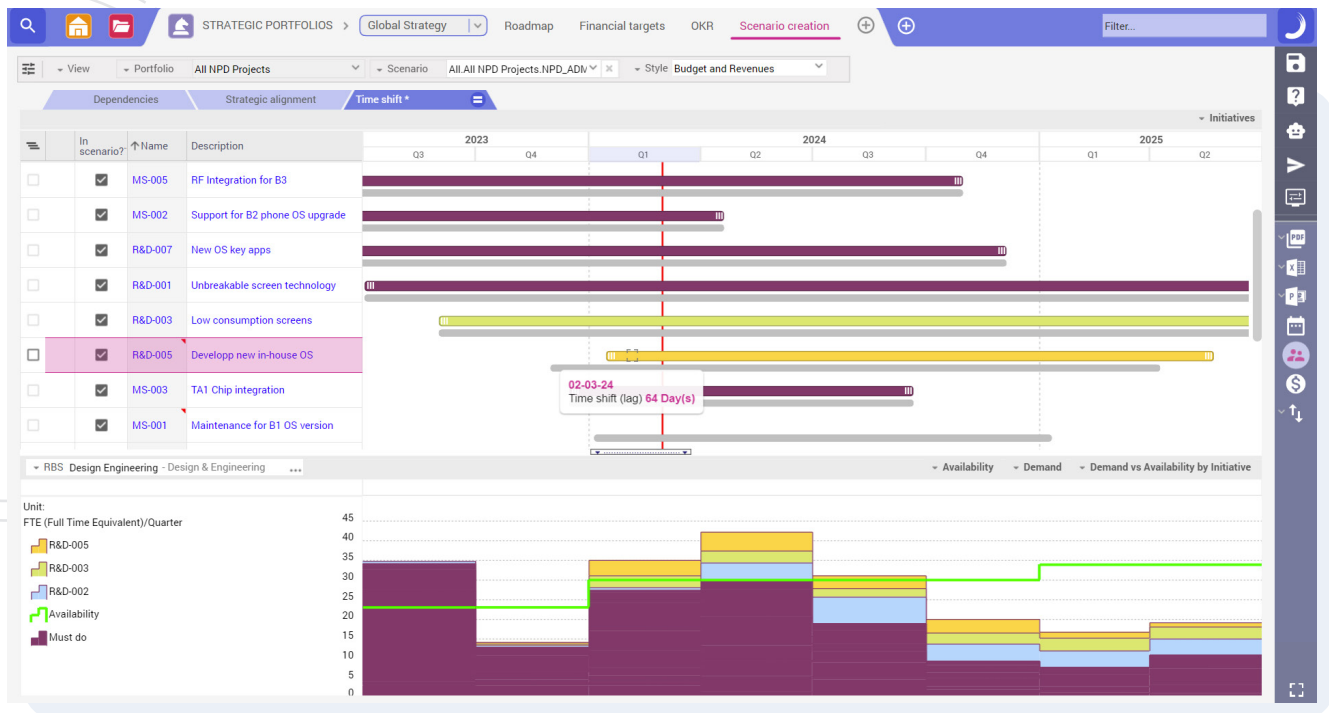 STRATEGIC PORTFOLIOS > Global Strategy Roadmap Financial targets OKR Scenario creation Filter...
View Portfolio All NPD Projects Scenario All.All NPD Projects.NPD_ADM Style Budget and Revenues
Dependencies Strategic alignment Time shift *
Initiatives
In scenario? Name Description 2023 2024 2025
Q3 Q4 Q1 Q2 Q3 Q4 Q1 Q2
MS-005 RF Integration for B3
MS-002 Support for B2 phone OS upgrade
R&D-007 New OS key apps
R&D-001 Unbreakable screen technology
R&D-003 Low consumption screens
R&D-005 Developp new in-house OS
02-03-24
Time shift (lag) 64 Day(s)
MS-003 TA1 Chip integration
MS-001 Maintenance for B1 OS version
RBS Design Engineering - Design & Engineering ... Availability Demand Demand vs Availability by Initiative
Unit:
FTE (Full Time Equivalent)/Quarter
R&D-005
R&D-003
R&D-002
Availability
Must do
45
40
35
30
25
20
15
10
5
0
PDF
X
P